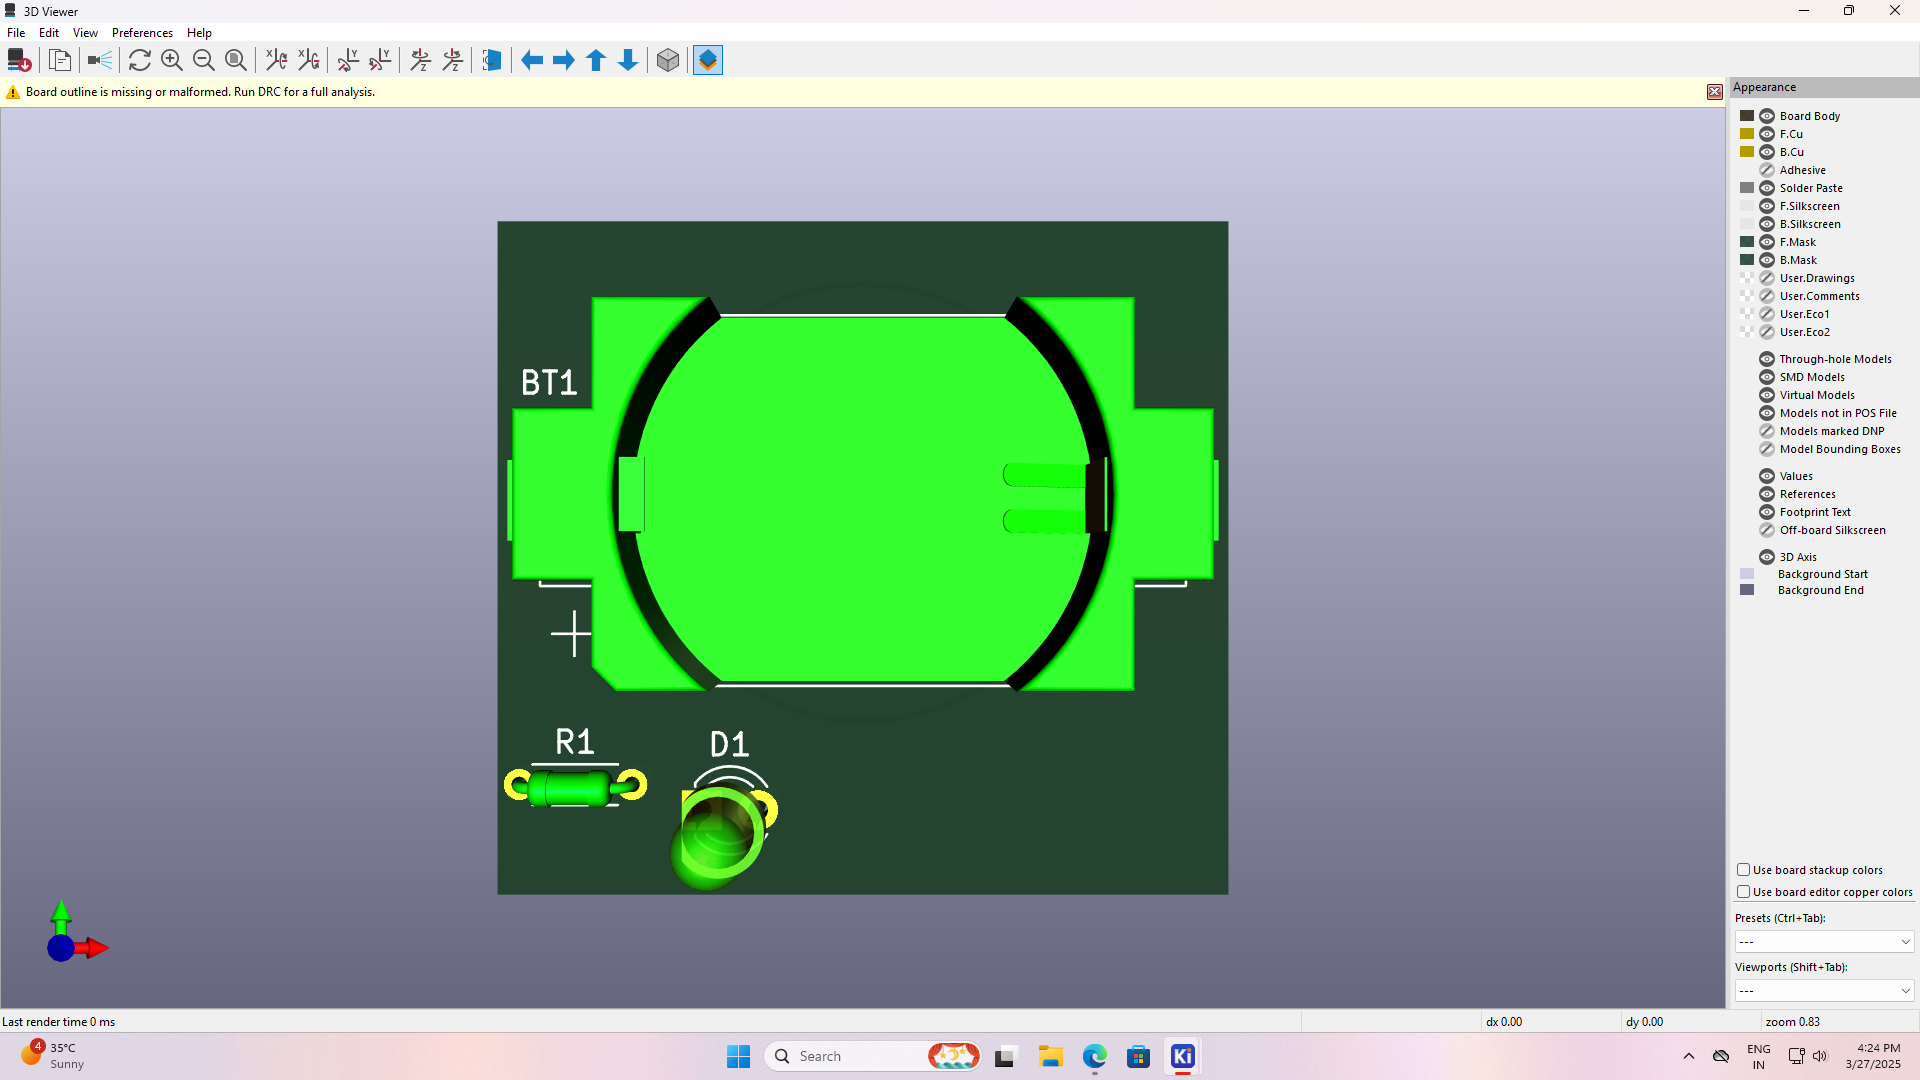 3D Viewer
File Edit View Preferences Help
Board outline is missing or malformed. Run DRC for a full analysis.
Appearance
Board Body
F.Cu
B.Cu
Adhesive
Solder Paste
F.Silkscreen
B.Silkscreen
F.Mask
B.Mask
User.Drawings
User.Comments
User.Eco1
User.Eco2
Through-hole Models
SMD Models
Virtual Models
Models not in POS File
Models marked DNP
Model Bounding Boxes
Values
References
Footprint Text
Off-board Silkscreen
3D Axis
Background Start
Background End
Use board stackup colors
Use board editor copper colors
Presets (Ctrl+Tab):
---
Viewports (Shift+Tab):
---
BT1
+
R1
D1
Last render time 0 ms
dx 0.00
dy 0.00
zoom 0.83
4
35°C
Sunny
Search
Ki
ENG
IN
4:24 PM
3/27/2025